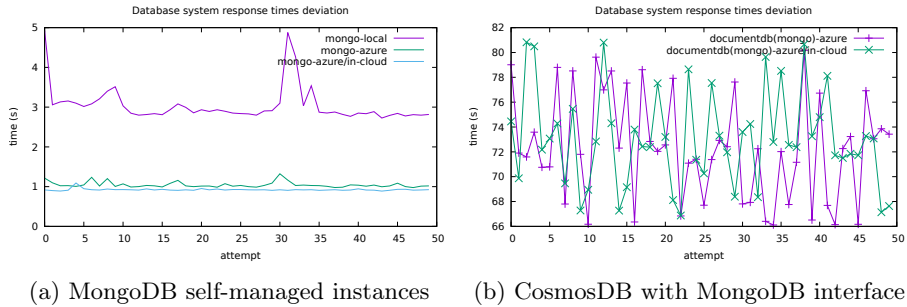 Database system response times deviation
mongo-local
mongo-azure
mongo-azure/in-cloud
time (s)
6
5
4
3
2
1
0
0 5 10 15 20 25 30 35 40 45 50
attempt
(a) MongoDB self-managed instances
Database system response times deviation
documentdb(mongo)-azure
documentdb(mongo)-azure/in-cloud
time (s)
82
80
78
76
74
72
70
68
66
0 5 10 15 20 25 30 35 40 45 50
attempt
(b) CosmosDB with MongoDB interface